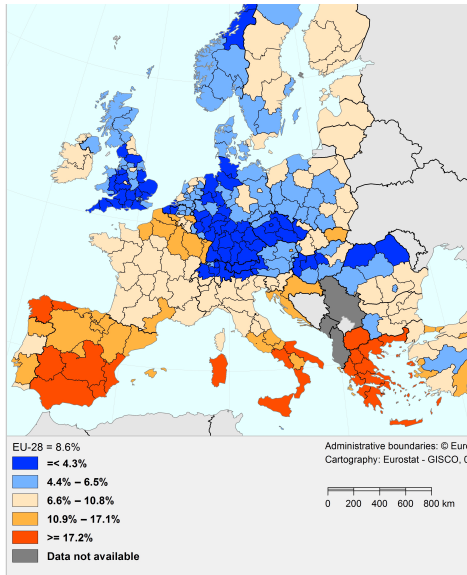 EU-28 = 8.6%
=< 4.3%
4.4% – 6.5%
6.6% – 10.8%
10.9% – 17.1%
>= 17.2%
Data not available
Administrative boundaries: © Eur
Cartography: Eurostat - GISCO,
0 200 400 600 800 km